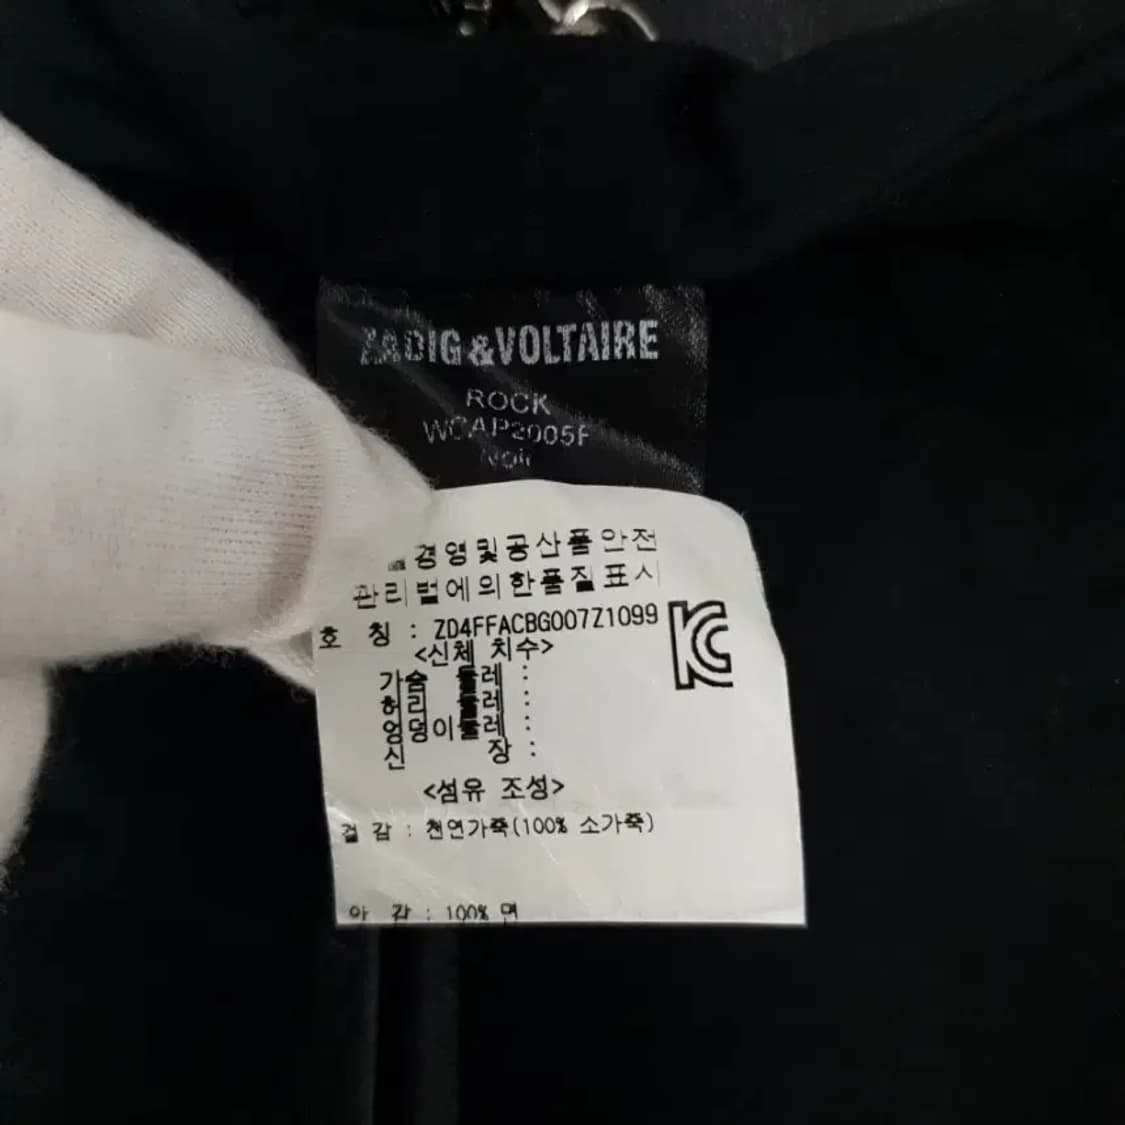 ZADIG&VOLTAIRE
ROCK
WCAP2005F
Noir
경영및공산품안전
관리법에의한품질표시
호 칭 : ZD4FFACBG007Z1099
<신체 치수>
가슴 둘레 :
허리 둘레 :
엉덩이둘레 :
신 장 :
<섬유 조성>
겉 감 : 천연가죽(100% 소가죽)
안 감 : 100% 면